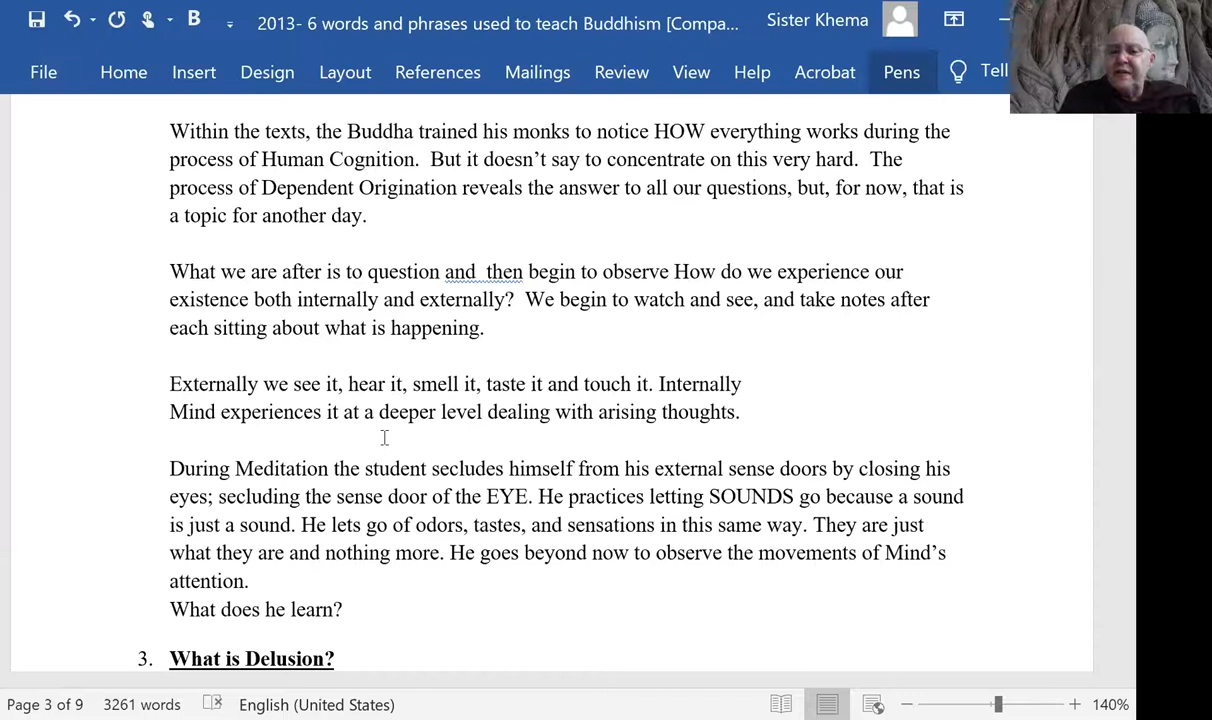 2013- 6 words and phrases used to teach Buddhism [Compa... Sister Khema
File Home Insert Design Layout References Mailings Review View Help Acrobat Pens Tell
Within the texts, the Buddha trained his monks to notice HOW everything works during the
process of Human Cognition. But it doesn't say to concentrate on this very hard. The
process of Dependent Origination reveals the answer to all our questions, but, for now, that is
a topic for another day.
What we are after is to question and then begin to observe How do we experience our
existence both internally and externally? We begin to watch and see, and take notes after
each sitting about what is happening.
Externally we see it, hear it, smell it, taste it and touch it. Internally
Mind experiences it at a deeper level dealing with arising thoughts.
During Meditation the student secludes himself from his external sense doors by closing his
eyes; secluding the sense door of the EYE. He practices letting SOUNDS go because a sound
is just a sound. He lets go of odors, tastes, and sensations in this same way. They are just
what they are and nothing more. He goes beyond now to observe the movements of Mind's
attention.
What does he learn?
3. What is Delusion?
Page 3 of 9 3261 words English (United States) 140%